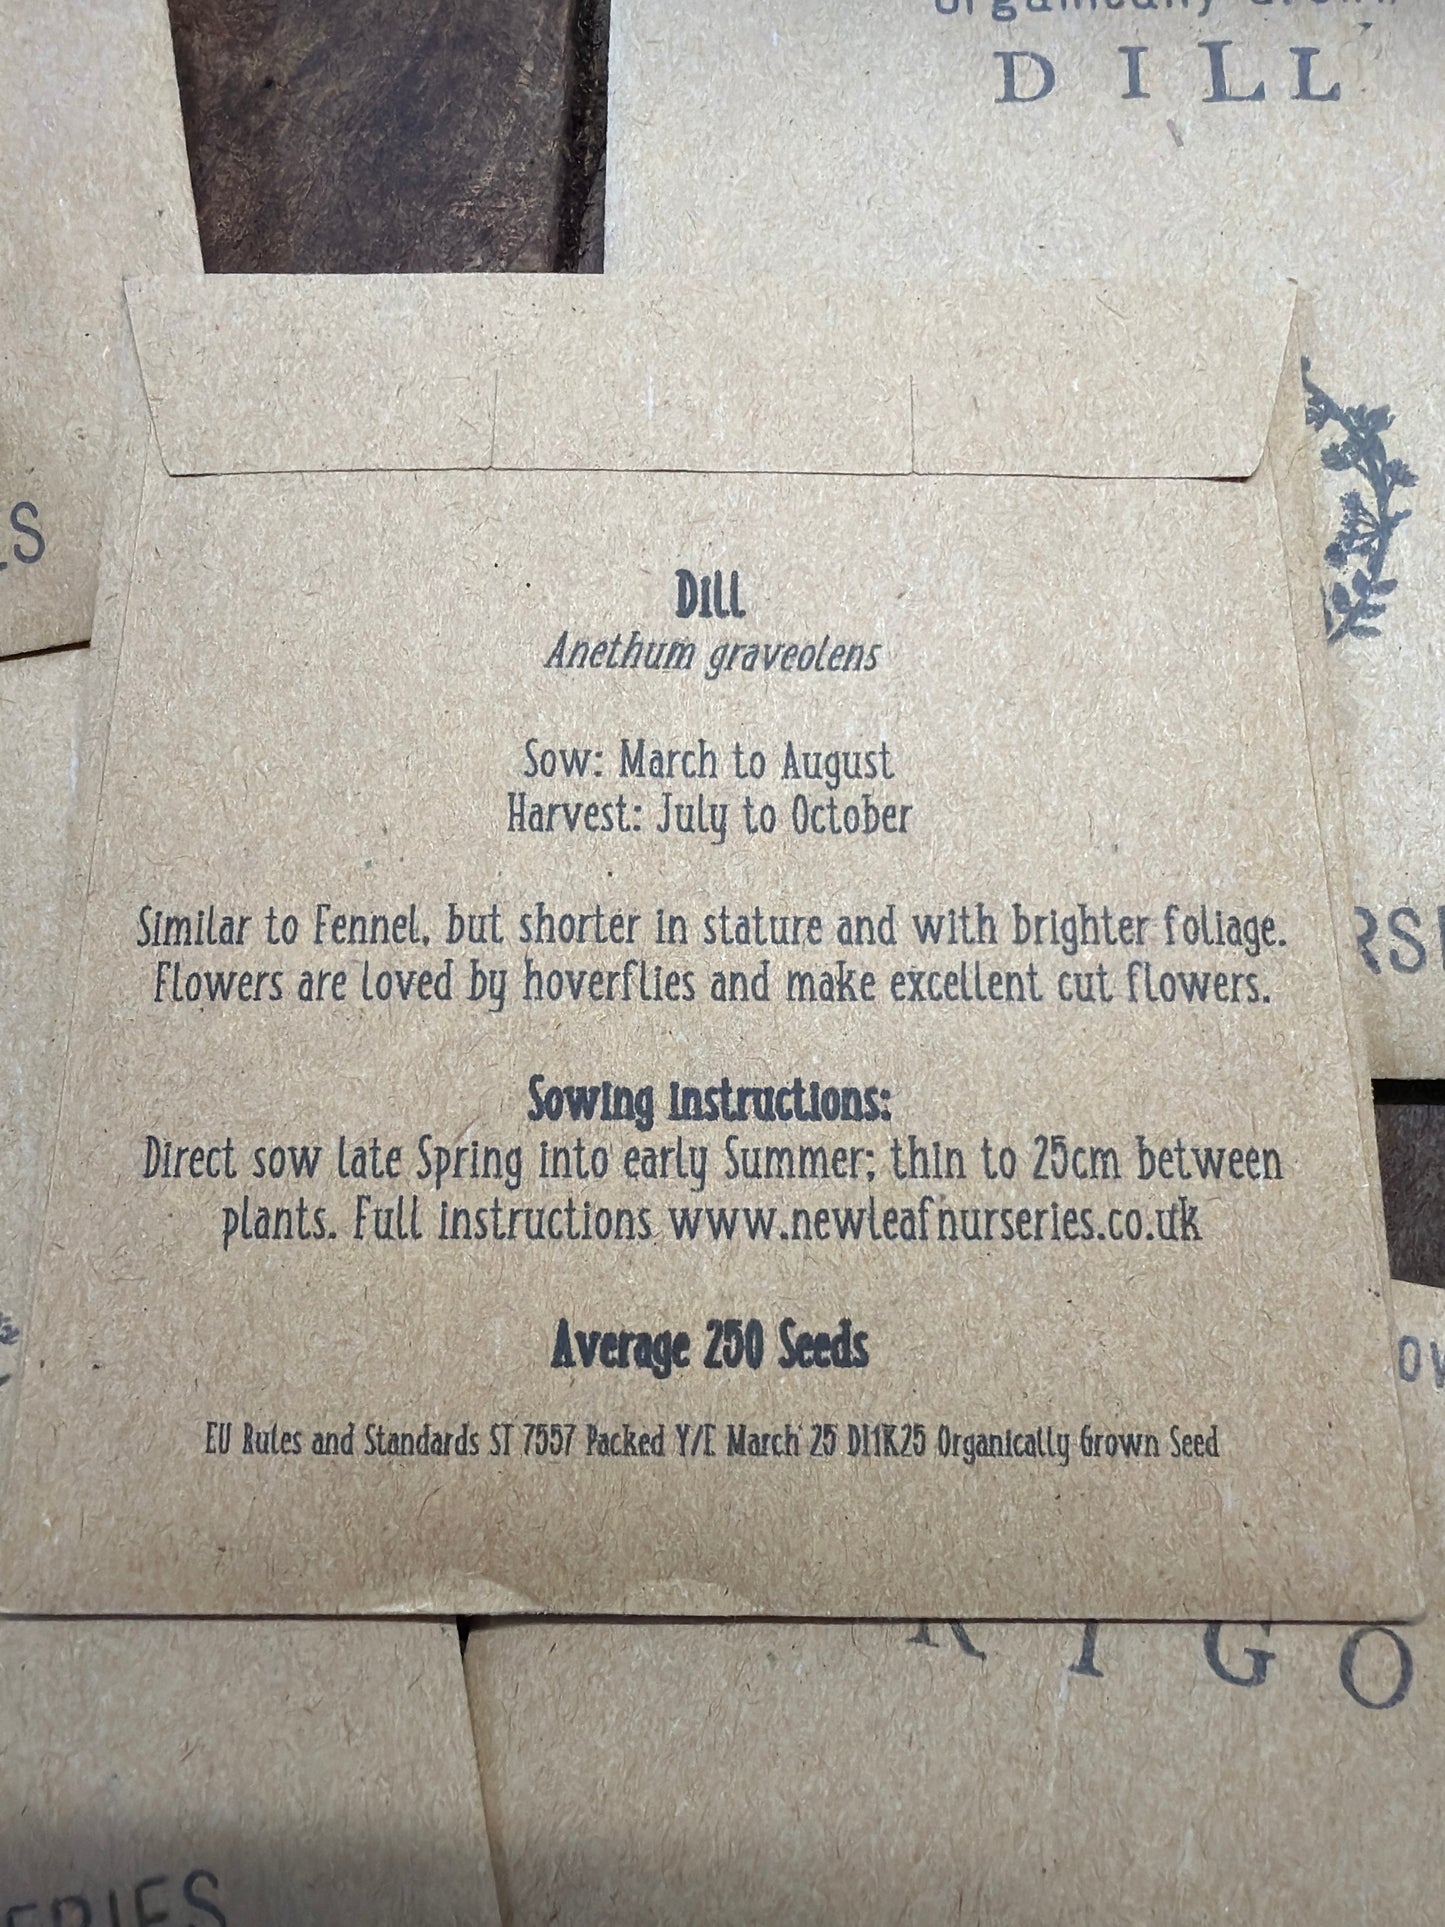 DILL
Dill
Anethum graveolens
Sow: March to August
Harvest: July to October
Similar to Fennel, but shorter in stature and with brighter foliage.
Flowers are loved by hoverflies and make excellent cut flowers.
Sowing instructions:
Direct sow late Spring into early Summer; thin to 25cm between
plants. Full instructions www.newleafnurseries.co.uk
Average 250 Seeds
EU Rules and Standards ST 7557 Packed Y/E March 25 DI1K25 Organically Grown Seed